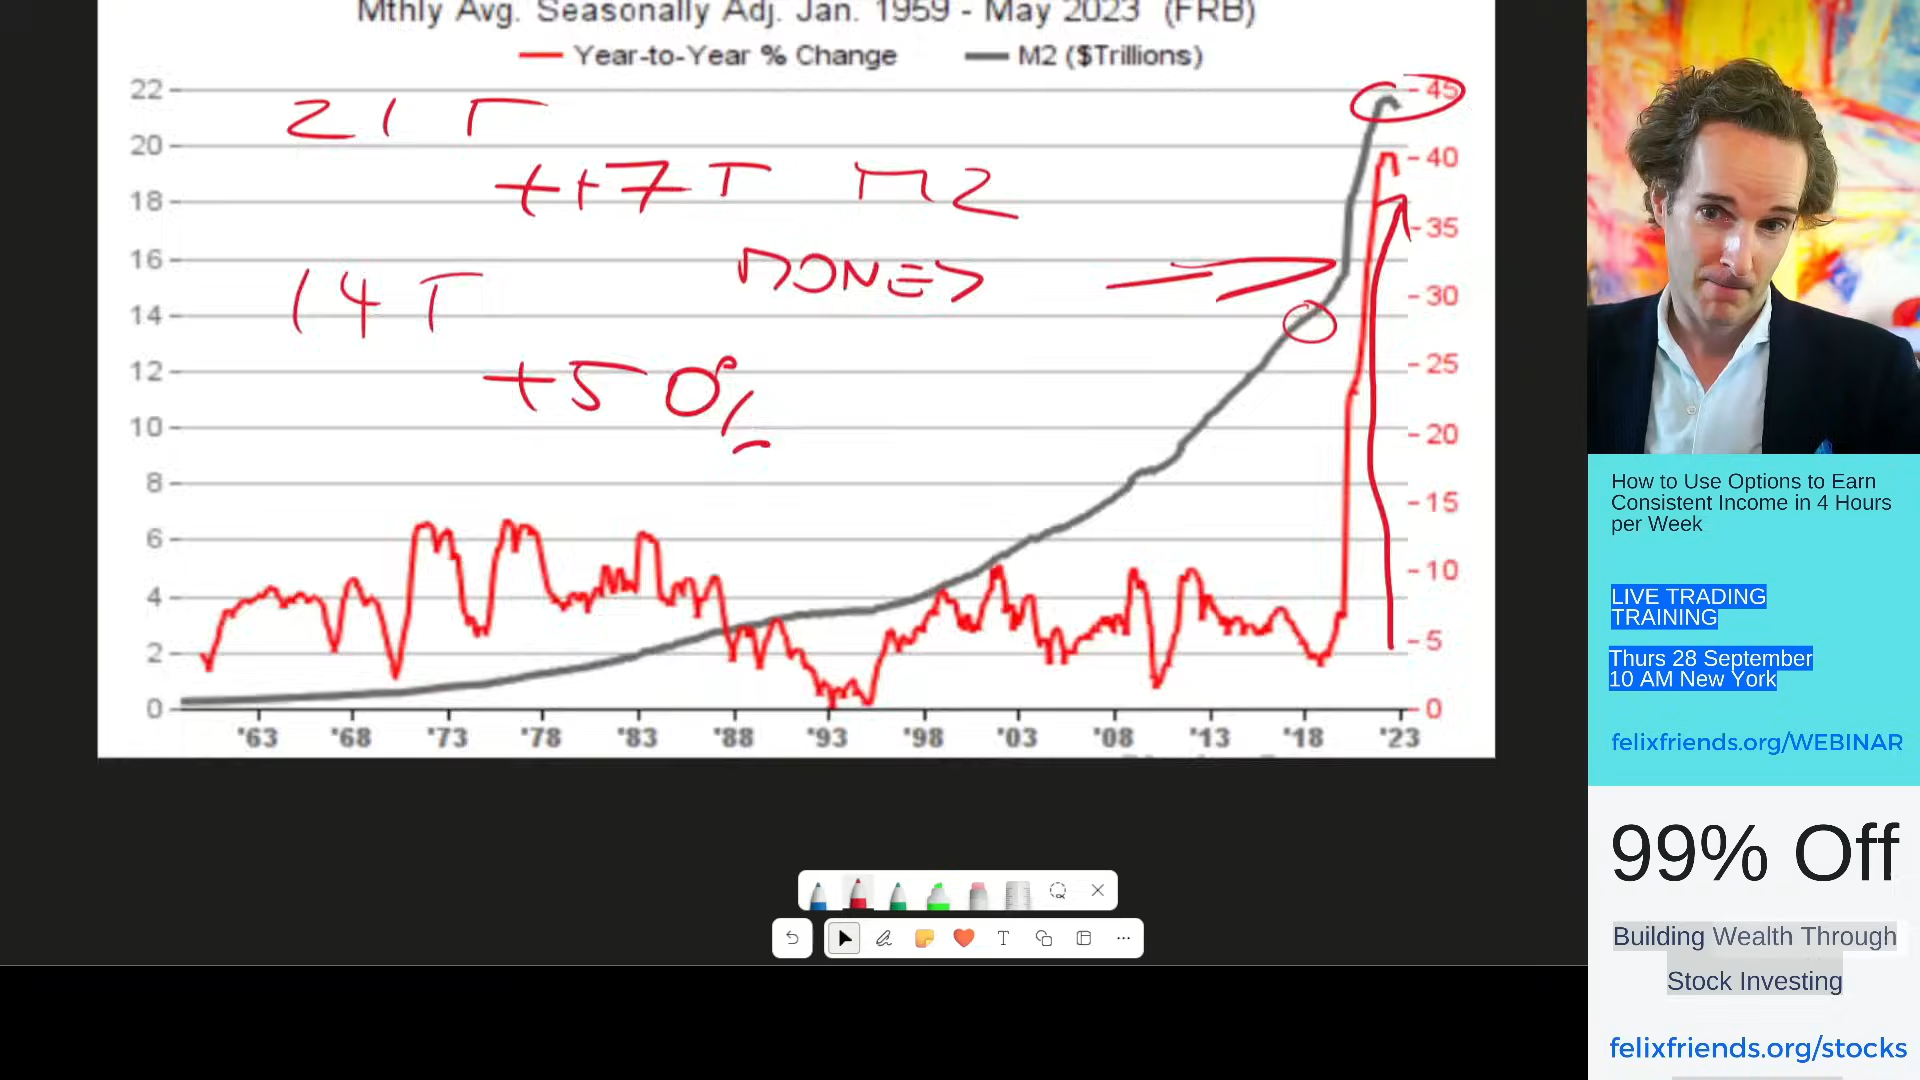 Mthly Avg. Seasonally Adj. Jan. 1959 - May 2023 (FRB)
Year-to-Year % Change M2 ($Trillions)
22
20
18
16
14
12
10
8
6
4
2
0
45
40
35
30
25
20
15
10
5
0
'63 '68 '73 '78 '83 '88 '93 '98 '03 '08 '13 '18 '23
21 T
++7 T M2
MONEY
14 T
+50%
How to Use Options to Earn
Consistent Income in 4 Hours
per Week
LIVE TRADING
TRAINING
Thurs 28 September
10 AM New York
felixfriends.org/WEBINAR
99% Off
Building Wealth Through
Stock Investing
felixfriends.org/stocks
T